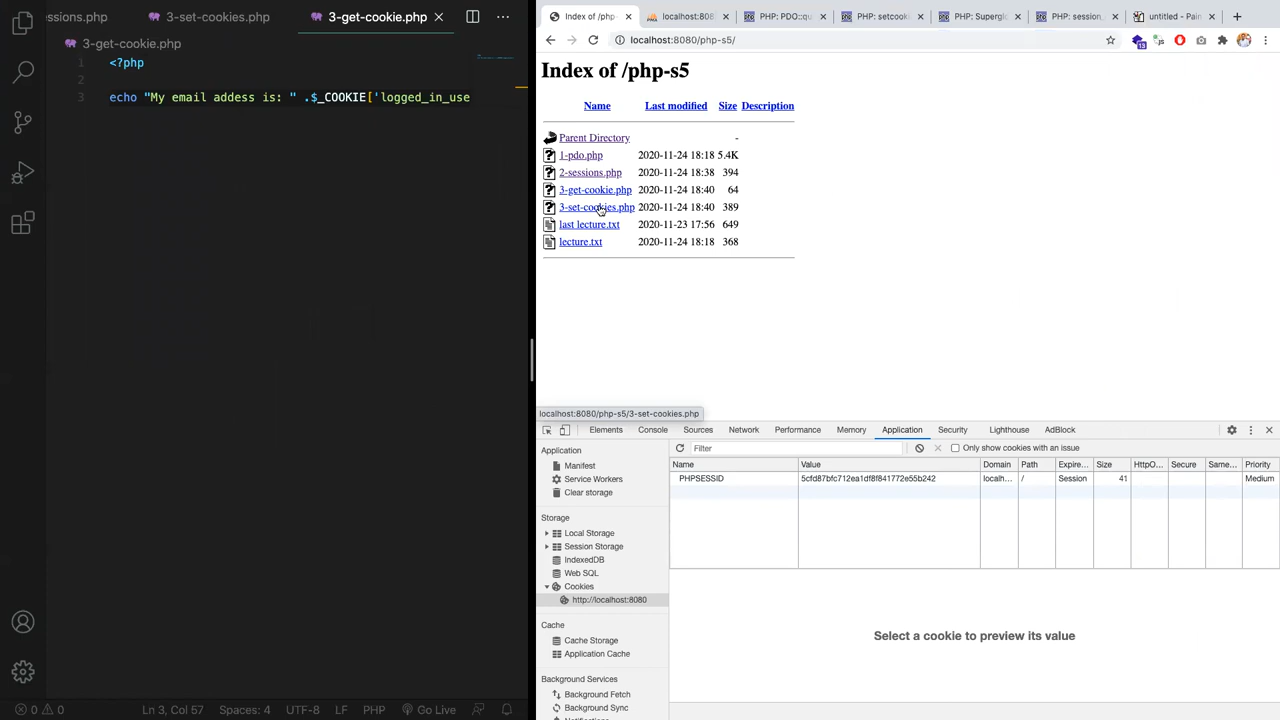 ssions.php
3-set-cookies.php
3-get-cookie.php
3-get-cookie.php
1 <?php
2
3 echo "My email addess is: " .$_COOKIE['logged_in_use
0 0
Ln 3, Col 57 Spaces: 4 UTF-8 LF PHP Go Live
Index of /php-
localhost:8080
PHP: PDO::qu
PHP: setcook
PHP: Superglo
PHP: session_
untitled - Pain
localhost:8080/php-s5/
13
Index of /php-s5
Name Last modified Size Description
Parent Directory -
1-pdo.php 2020-11-24 18:18 5.4K
2-sessions.php 2020-11-24 18:38 394
3-get-cookie.php 2020-11-24 18:40 64
3-set-cookies.php 2020-11-24 18:40 389
last lecture.txt 2020-11-23 17:56 649
lecture.txt 2020-11-24 18:18 368
localhost:8080/php-s5/3-set-cookies.php
Elements Console Sources Network Performance Memory Application Security Lighthouse AdBlock
Application
Manifest
Service Workers
Clear storage
Storage
Local Storage
Session Storage
IndexedDB
Web SQL
Cookies
http://localhost:8080
Cache
Cache Storage
Application Cache
Background Services
Background Fetch
Background Sync
Filter
Only show cookies with an issue
Name Value Domain Path Expire... Size HttpO... Secure Same... Priority
PHPSESSID 5cfd87bfc712ea1df8f841772e55b242 localh... / Session 41 Medium
Select a cookie to preview its value